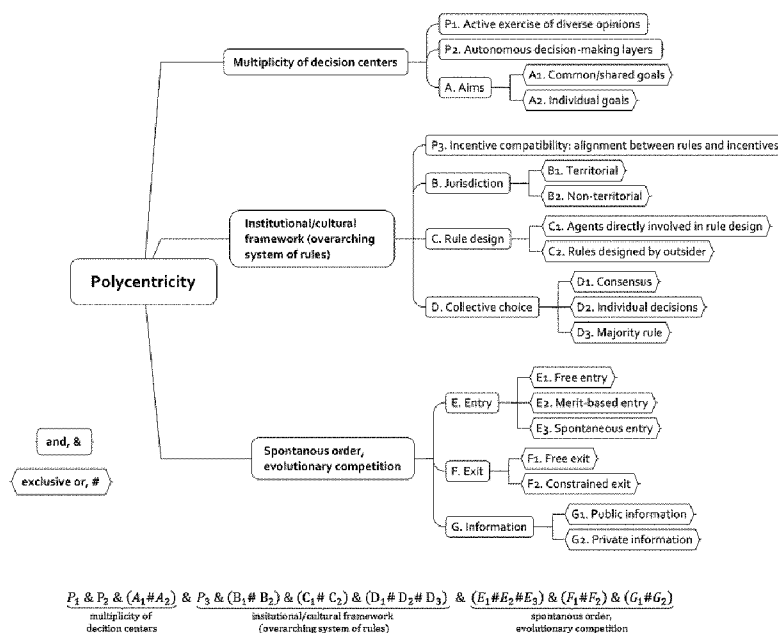 P1. Active exercise of diverse opinions
P2. Autonomous decision-making layers
Multiplicity of decision centers
A. Aims
A1. Common/shared goals
A2. Individual goals
P3. Incentive compatibility: alignment between rules and incentives
B. Jurisdiction
B1. Territorial
B2. Non-territorial
Institutional/cultural
framework (overarching
system of rules)
C. Rule design
C1. Agents directly involved in rule design
C2. Rules designed by outsider
Polycentricity
D. Collective choice
D1. Consensus
D2. Individual decisions
D3. Majority rule
E. Entry
E1. Free entry
E2. Merit-based entry
E3. Spontaneous entry
Spontanous order,
evolutionary competition
F. Exit
F1. Free exit
F2. Constrained exit
G. Information
G1. Public information
G2. Private information
and, &
exclusive or, #
P₁ & P₂ & (A₁#A₂) & P₃ & (B₁# B₂) & (C₁# C₂) & (D₁# D₂# D₃) & (E₁#E₂#E₃) & (F₁#F₂) & (G₁#G₂)
multiplicity of
decition centers
insitutional/cultural framework
(overarching system of rules)
spontanous order,
evolutionary competition